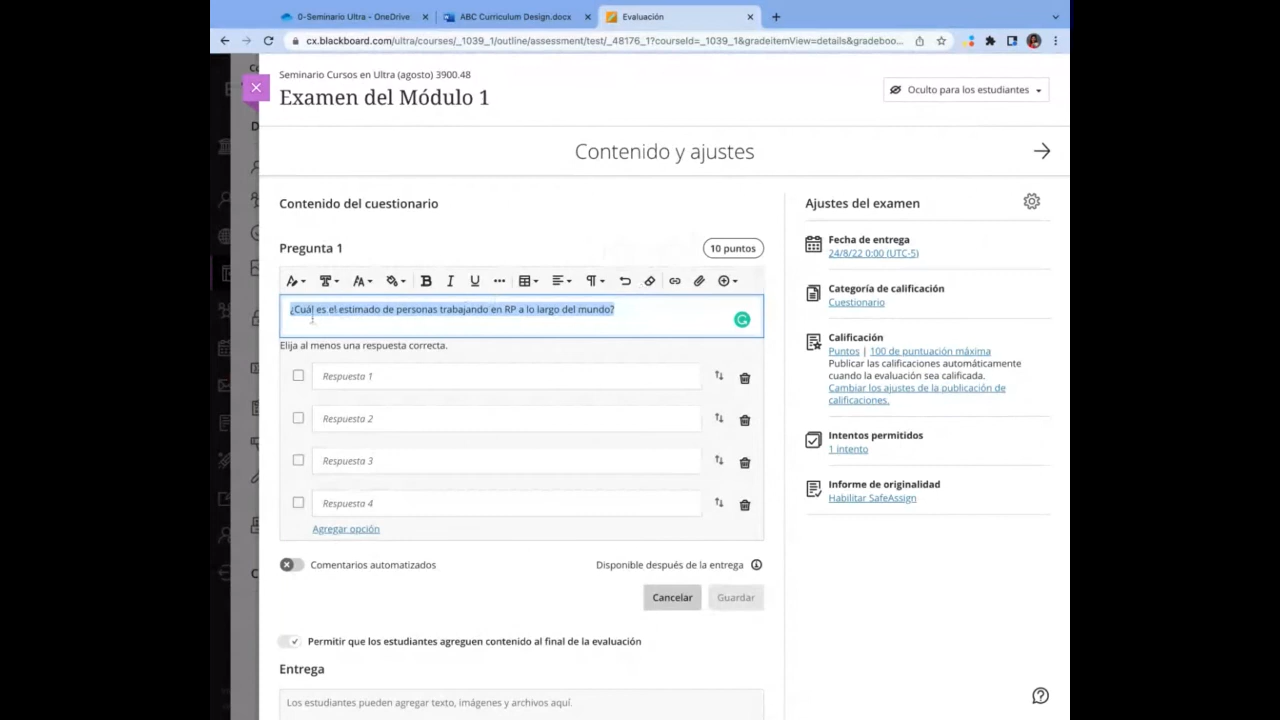 0-Seminario Ultra - OneDrive
ABC Curriculum Design.docx
Evaluación
cx.blackboard.com/ultra/courses/_1039_1/outline/assessment/test/_48176_1?courseId=_1039_1&gradeitemView=details&gradeboo...
Seminario Cursos en Ultra (agosto) 3900.48
Examen del Módulo 1
Oculto para los estudiantes
Contenido y ajustes
Contenido del cuestionario
Pregunta 1
10 puntos
¿Cuál es el estimado de personas trabajando en RP a lo largo del mundo?
Elija al menos una respuesta correcta.
Respuesta 1
Respuesta 2
Respuesta 3
Respuesta 4
Agregar opción
Comentarios automatizados
Disponible después de la entrega
Cancelar
Guardar
Permitir que los estudiantes agreguen contenido al final de la evaluación
Entrega
Los estudiantes pueden agregar texto, imágenes y archivos aquí.
Ajustes del examen
Fecha de entrega
24/8/22 0:00 (UTC-5)
Categoría de calificación
Cuestionario
Calificación
Puntos | 100 de puntuación máxima
Publicar las calificaciones automáticamente
cuando la evaluación sea calificada.
Cambiar los ajustes de la publicación de
calificaciones.
Intentos permitidos
1 intento
Informe de originalidad
Habilitar SafeAssign